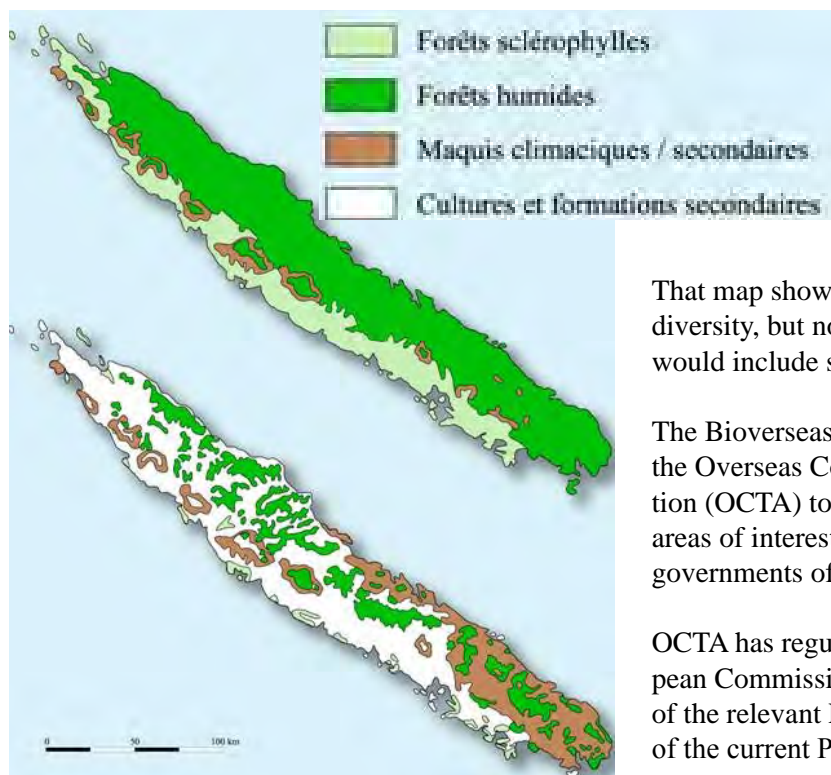 Forêts sclérophylles
Forêts humides
Maquis climaciques / secondaires
Cultures et formations secondaires
That map show
diversity, but no
would include s
The Bioverseas
the Overseas Co
tion (OCTA) to
areas of interest
governments of
OCTA has regu
pean Commissi
of the relevant
of the current P
0 50 100 km